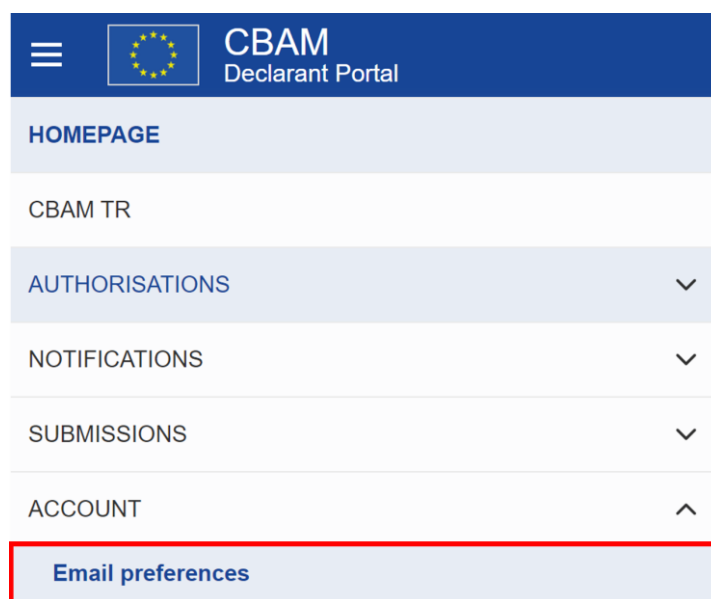 CBAM
Declarant Portal
HOMEPAGE
CBAM TR
AUTHORISATIONS
NOTIFICATIONS
SUBMISSIONS
ACCOUNT
Email preferences